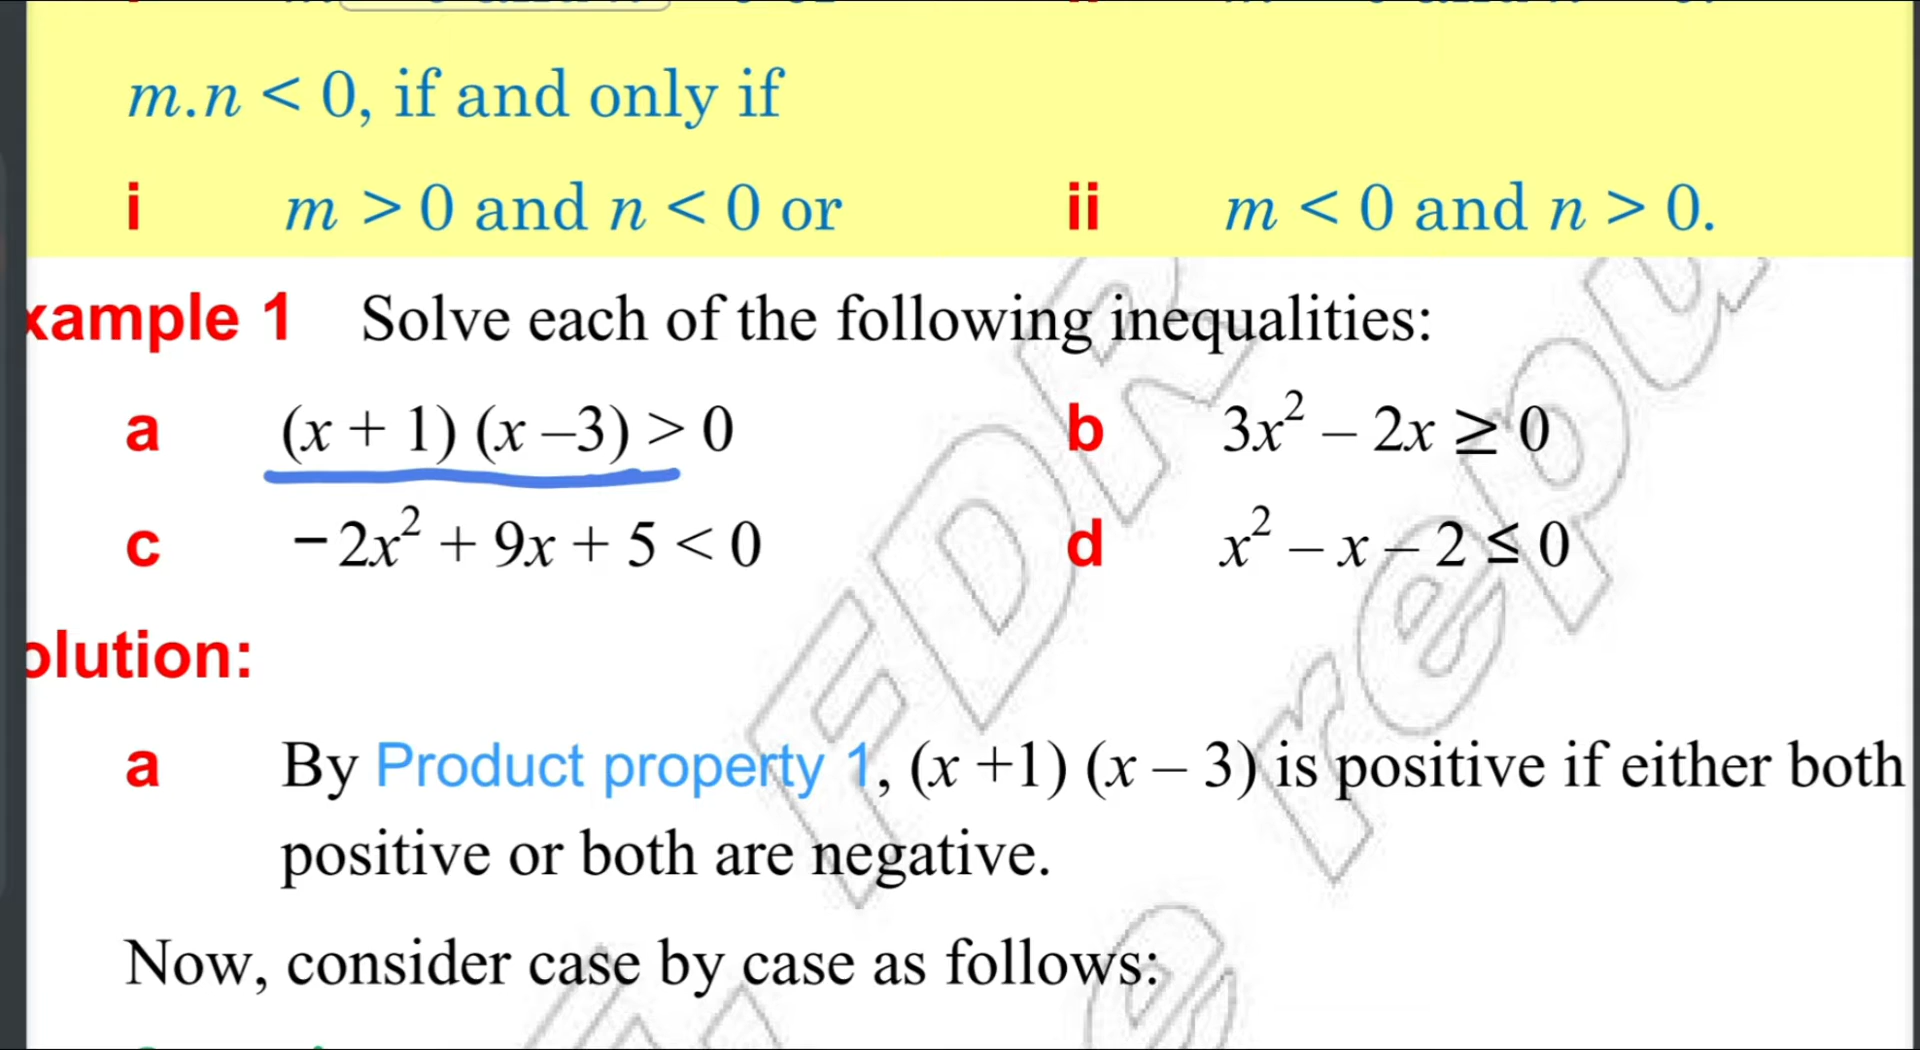 m.n < 0, if and only if
i m > 0 and n < 0 or ii m < 0 and n > 0.
xample 1 Solve each of the following inequalities:
a (x + 1) (x –3) > 0 b 3x² – 2x ≥ 0
c – 2x² + 9x + 5 < 0 d x² – x – 2 ≤ 0
olution:
a By Product property 1, (x +1) (x – 3) is positive if either both
positive or both are negative.
Now, consider case by case as follows: